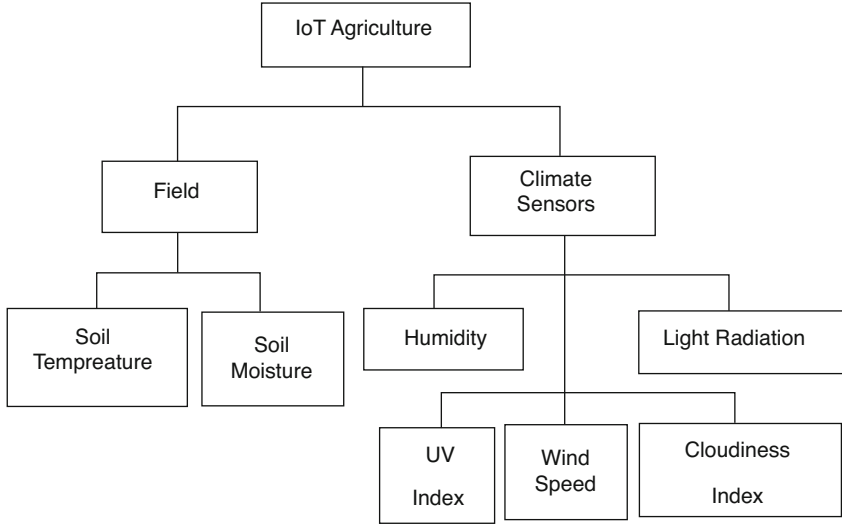 IoT Agriculture
Field
Climate
Sensors
Soil
Tempreature
Soil
Moisture
Humidity
Light Radiation
UV
Index
Wind
Speed
Cloudiness
Index